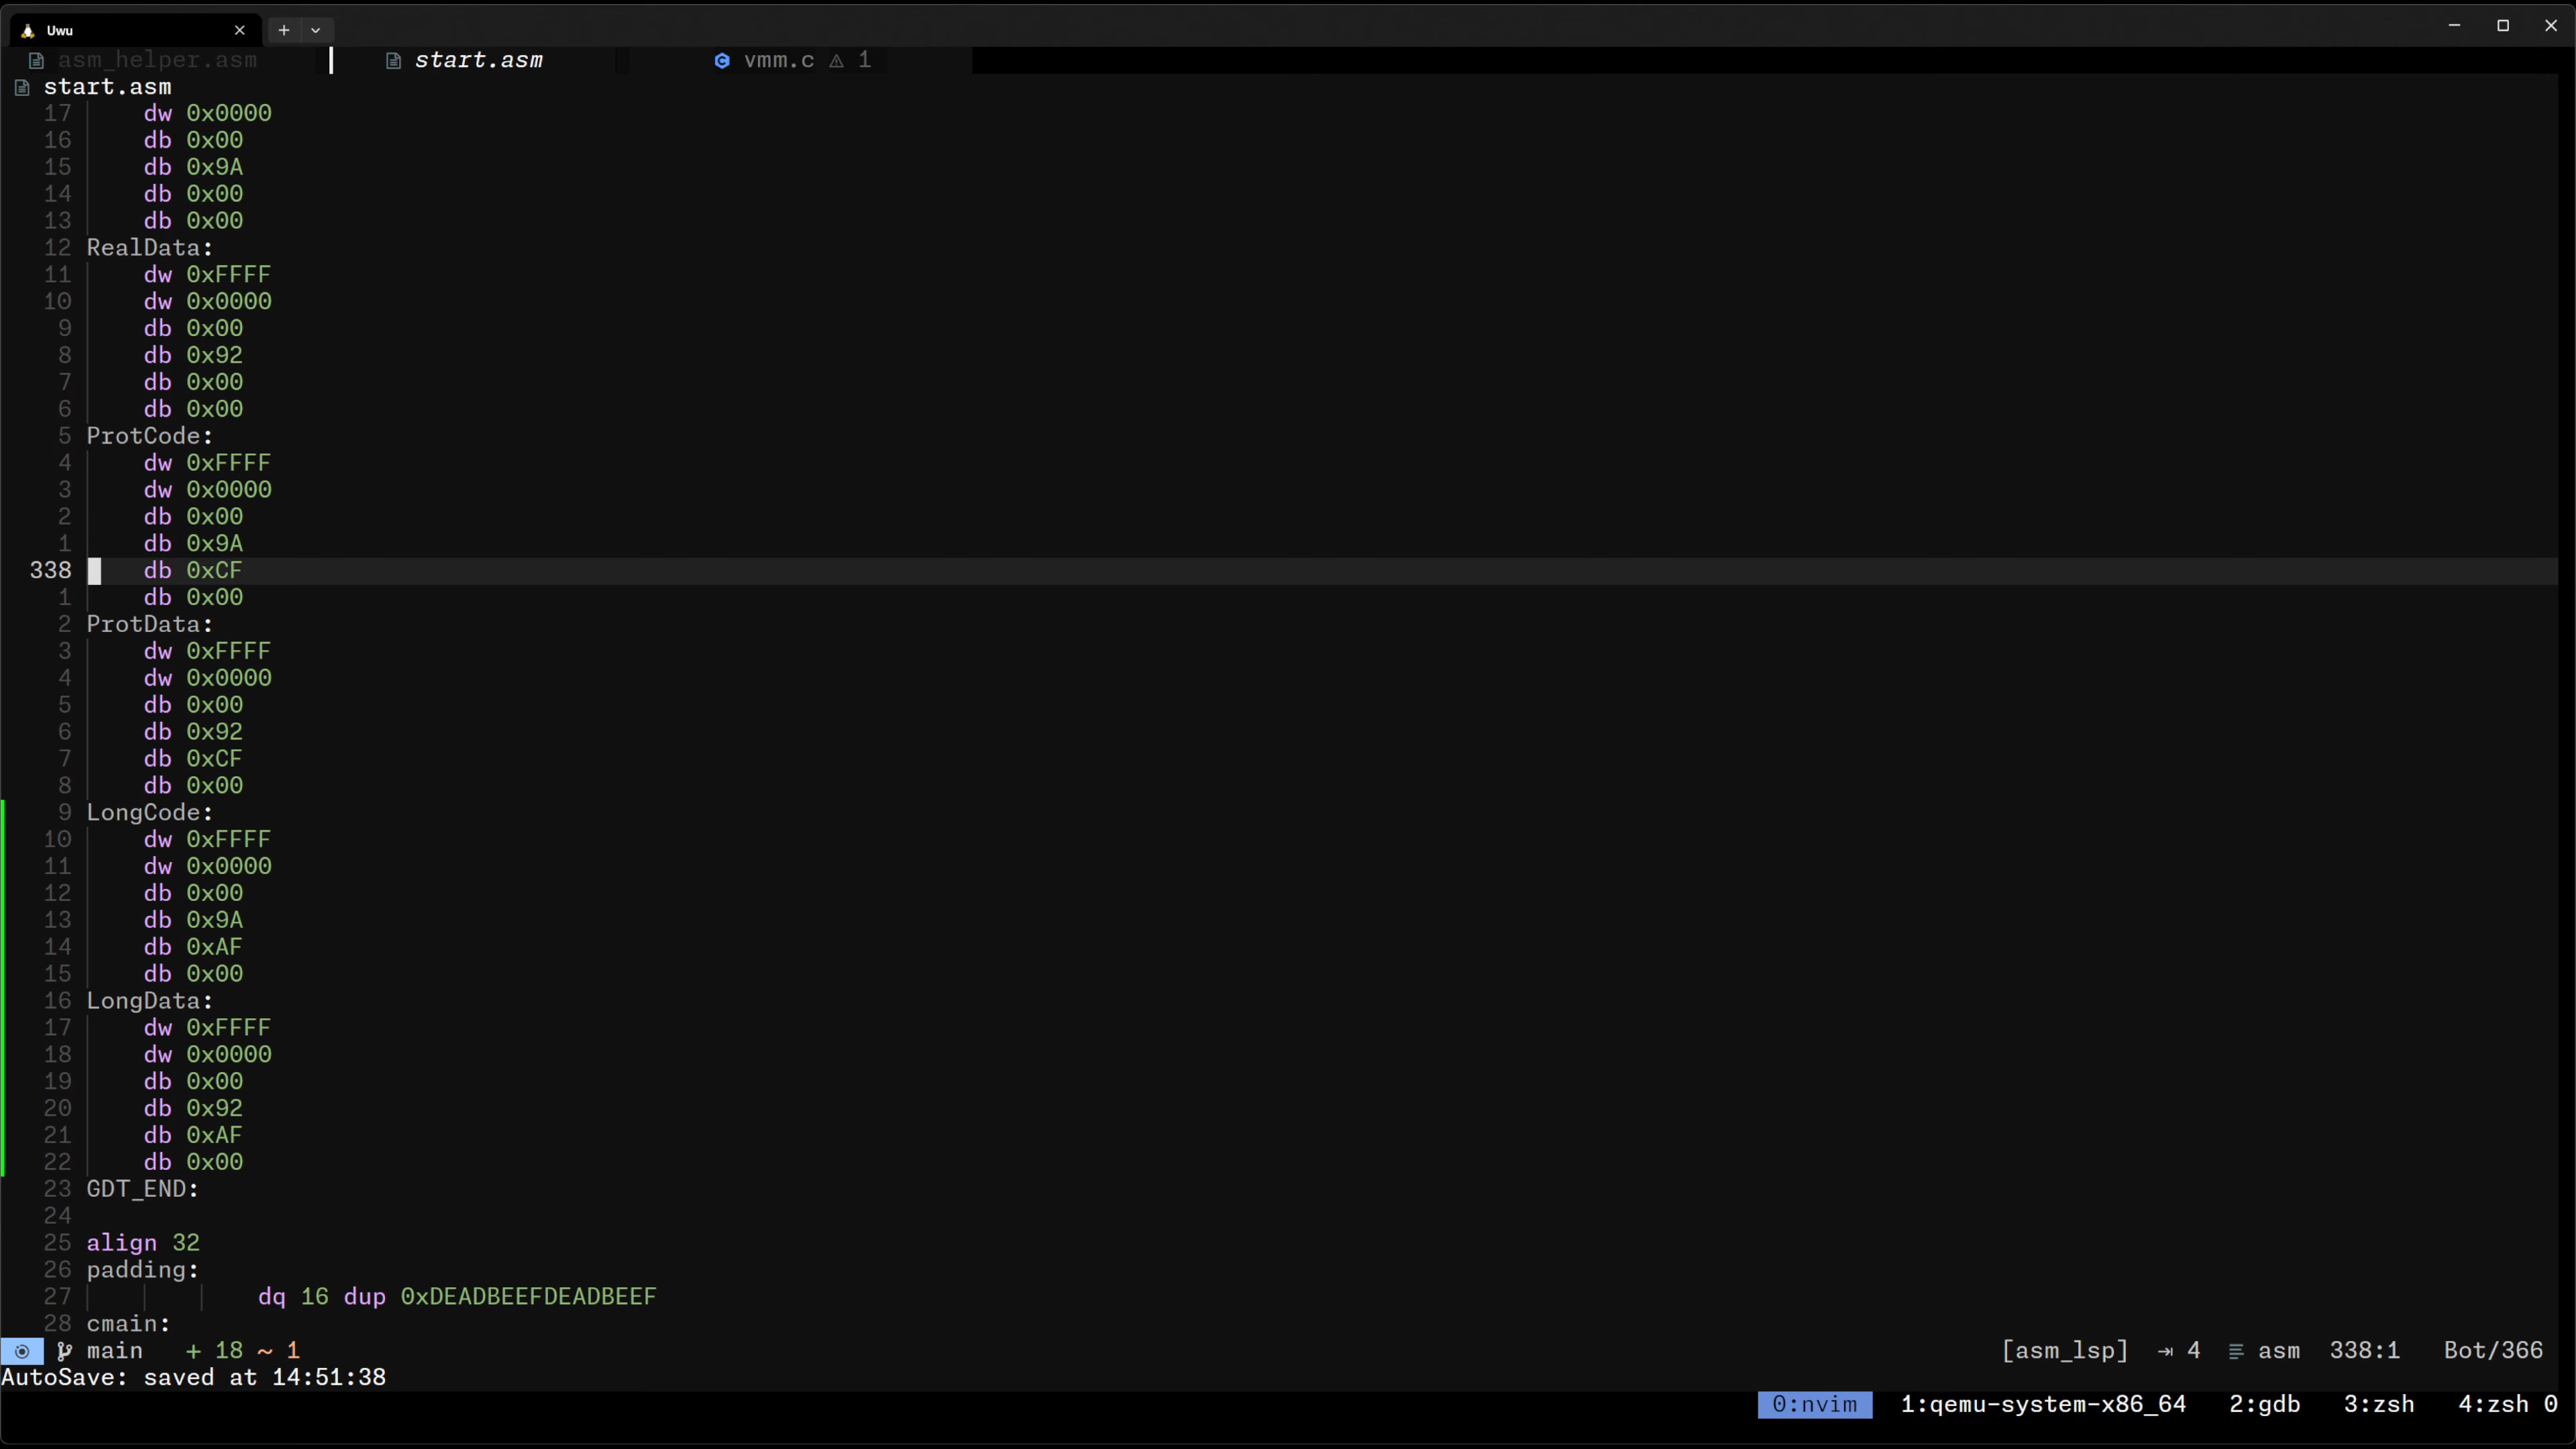 Uwu
asm_helper.asm start.asm vmm.c 1
start.asm
17 dw 0x0000
16 db 0x00
15 db 0x9A
14 db 0x00
13 db 0x00
12 RealData:
11 dw 0xFFFF
10 dw 0x0000
9 db 0x00
8 db 0x92
7 db 0x00
6 db 0x00
5 ProtCode:
4 dw 0xFFFF
3 dw 0x0000
2 db 0x00
1 db 0x9A
338 db 0xCF
1 db 0x00
2 ProtData:
3 dw 0xFFFF
4 dw 0x0000
5 db 0x00
6 db 0x92
7 db 0xCF
8 db 0x00
9 LongCode:
10 dw 0xFFFF
11 dw 0x0000
12 db 0x00
13 db 0x9A
14 db 0xAF
15 db 0x00
16 LongData:
17 dw 0xFFFF
18 dw 0x0000
19 db 0x00
20 db 0x92
21 db 0xAF
22 db 0x00
23 GDT_END:
24
25 align 32
26 padding:
27 dq 16 dup 0xDEADBEEFDEADBEEF
28 cmain:
main + 18 ~ 1 [asm_lsp] ⇥ 4 asm 338:1 Bot/366
AutoSave: saved at 14:51:38
0:nvim 1:qemu-system-x86_64 2:gdb 3:zsh 4:zsh 0